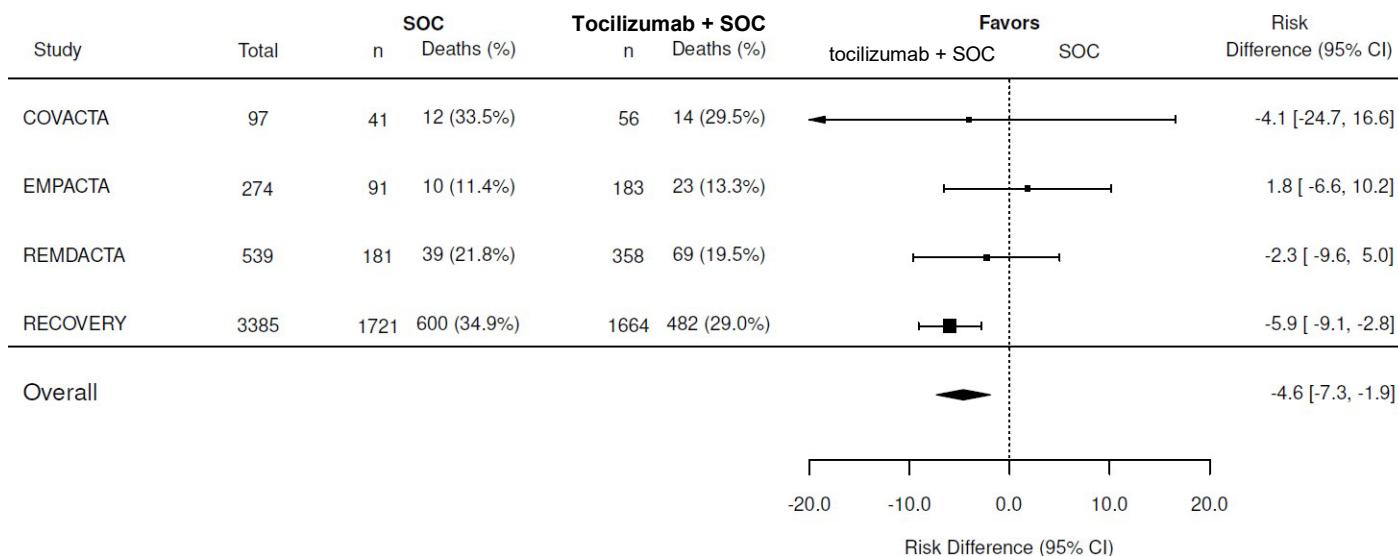 SOC Tocilizumab + SOC Favors Risk
Study Total n Deaths (%) n Deaths (%) tocilizumab + SOC SOC Difference (95% CI)
COVACTA 97 41 12 (33.5%) 56 14 (29.5%) -4.1 [-24.7, 16.6]
EMPACTA 274 91 10 (11.4%) 183 23 (13.3%) 1.8 [ -6.6, 10.2]
REMDACTA 539 181 39 (21.8%) 358 69 (19.5%) -2.3 [ -9.6, 5.0]
RECOVERY 3385 1721 600 (34.9%) 1664 482 (29.0%) -5.9 [ -9.1, -2.8]
Overall -4.6 [-7.3, -1.9]
-20.0 -10.0 0.0 10.0 20.0
Risk Difference (95% CI)